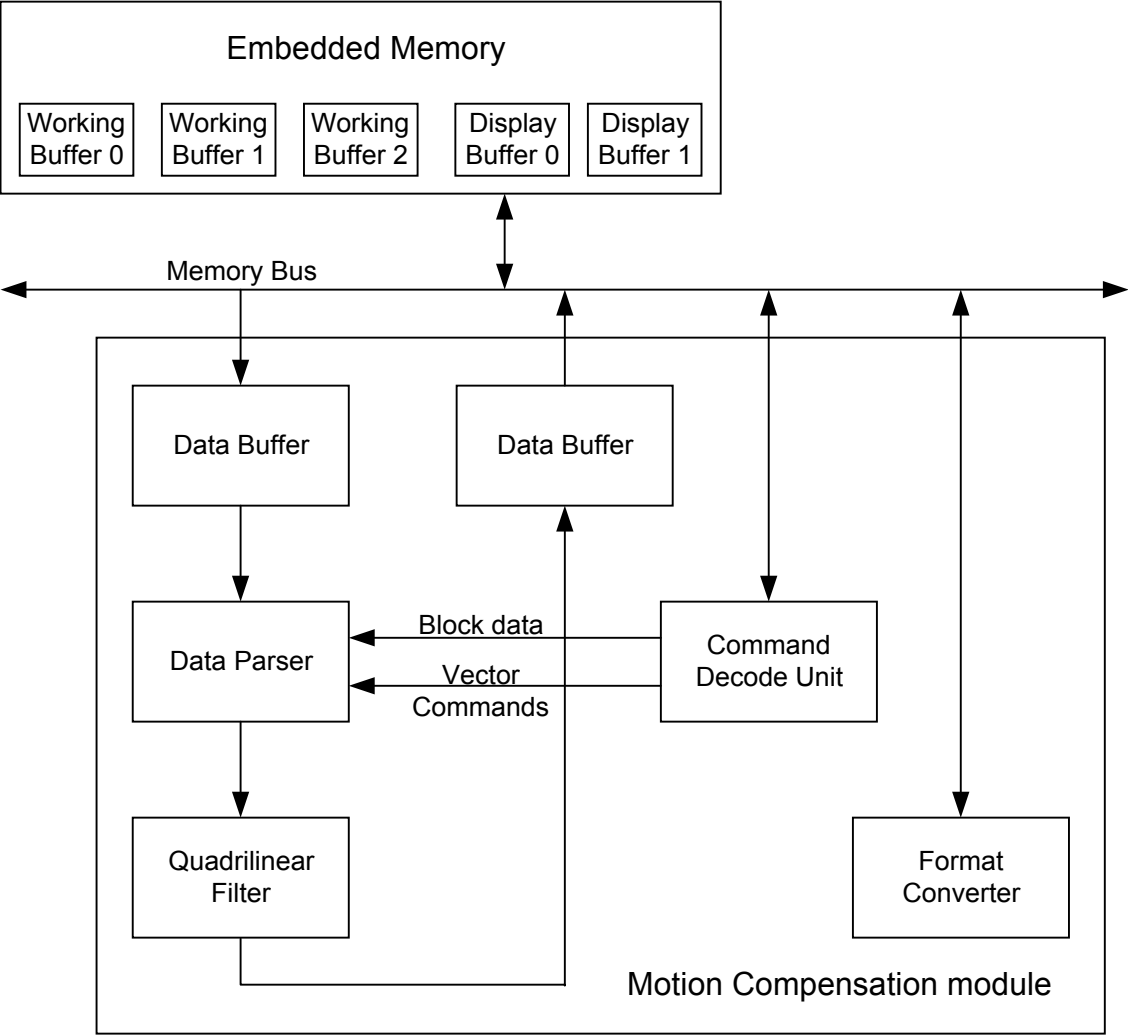 Embedded Memory
Working
Buffer 0
Working
Buffer 1
Working
Buffer 2
Display
Buffer 0
Display
Buffer 1
Memory Bus
Data Buffer
Data Buffer
Block data
Data Parser
Vector
Commands
Command
Decode Unit
Quadrilinear
Filter
Format
Converter
Motion Compensation module